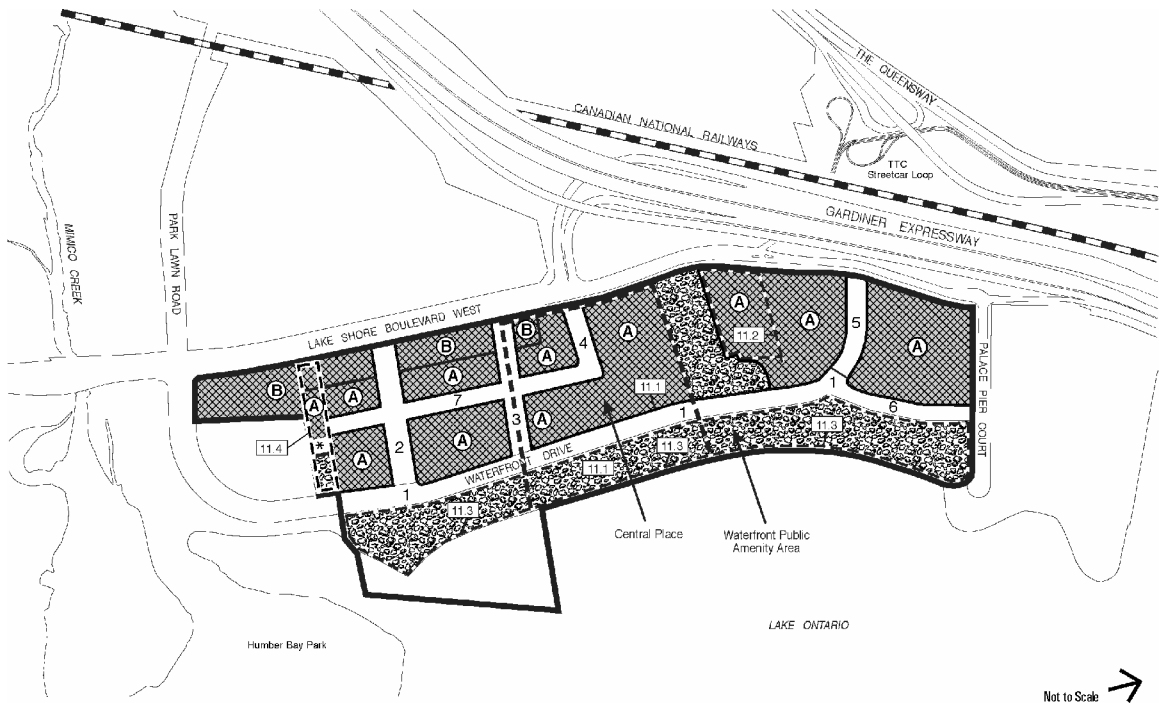 THE QUEENSWAY
CANADIAN NATIONAL RAILWAYS
TTC
Streetcar Loop
GARDINER EXPRESSWAY
MIMICO CREEK
PARK LAWN ROAD
LAKE SHORE BOULEVARD WEST
PALACE PIER COURT
A
A
11.2
5
A
B
A
4
A
B
A
B
A
A
7
11.1
1
1
6
11.3
3
A
A
2
A
11.4
*
WATERFRONT DRIVE
11.3
11.1
1
11.3
Central Place
Waterfront Public
Amenity Area
LAKE ONTARIO
Humber Bay Park
Not to Scale